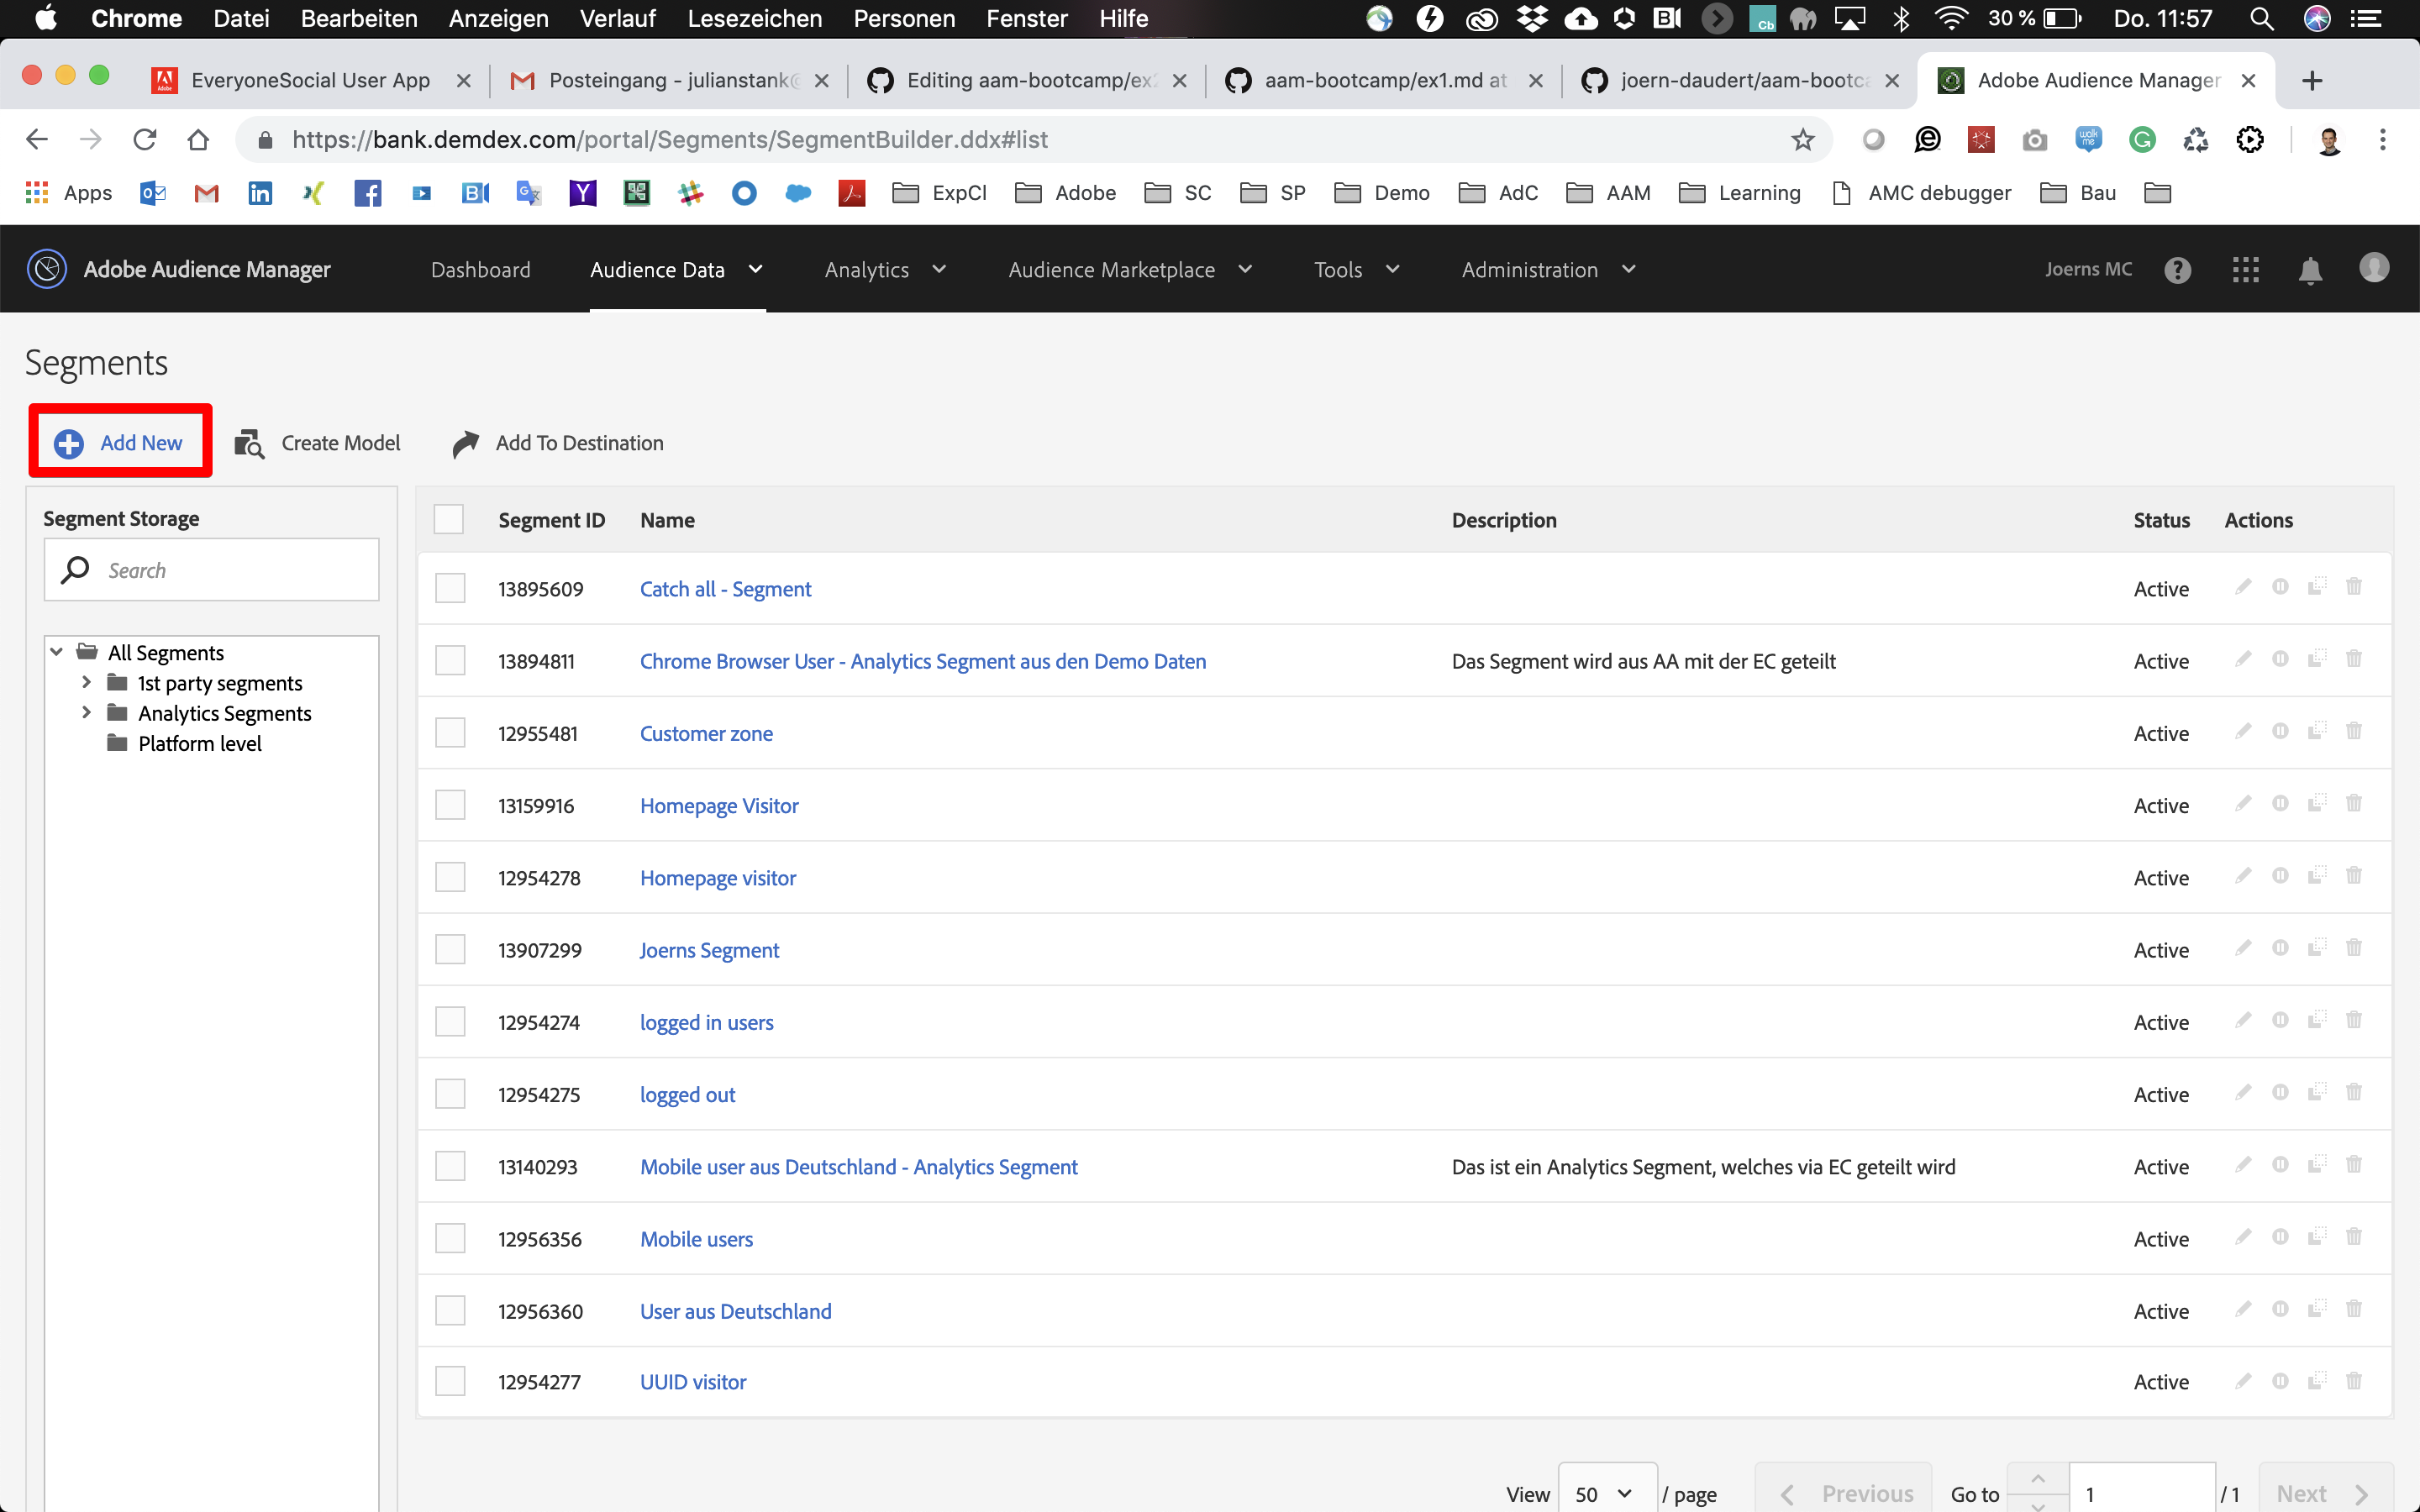 Chrome Datei Bearbeiten Anzeigen Verlauf Lesezeichen Personen Fenster Hilfe 30 % Do. 11:57
EveryoneSocial User App Posteingang - julianstank@ Editing aam-bootcamp/ex2 aam-bootcamp/ex1.md at joern-daudert/aam-bootca Adobe Audience Manager
https://bank.demdex.com/portal/Segments/SegmentBuilder.ddx#list
Apps ExpCl Adobe SC SP Demo AdC AAM Learning AMC debugger Bau
Adobe Audience Manager Dashboard Audience Data Analytics Audience Marketplace Tools Administration Joerns MC
Segments
Add New Create Model Add To Destination
Segment Storage
Search
All Segments
1st party segments
Analytics Segments
Platform level
Segment ID Name Description Status Actions
13895609 Catch all - Segment Active
13894811 Chrome Browser User - Analytics Segment aus den Demo Daten Das Segment wird aus AA mit der EC geteilt Active
12955481 Customer zone Active
13159916 Homepage Visitor Active
12954278 Homepage visitor Active
13907299 Joerns Segment Active
12954274 logged in users Active
12954275 logged out Active
13140293 Mobile user aus Deutschland - Analytics Segment Das ist ein Analytics Segment, welches via EC geteilt wird Active
12956356 Mobile users Active
12956360 User aus Deutschland Active
12954277 UUID visitor Active
View 50 / page Previous Go to 1 / 1 Next